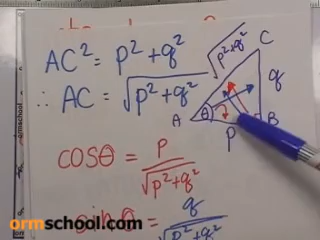 AC² = p² + q²
∴ AC = √(p² + q²)
√(p² + q²)
C
q
A
θ
B
p
cosθ = p / √(p² + q²)
sinθ = q / √(p² + q²)
ormschool.com